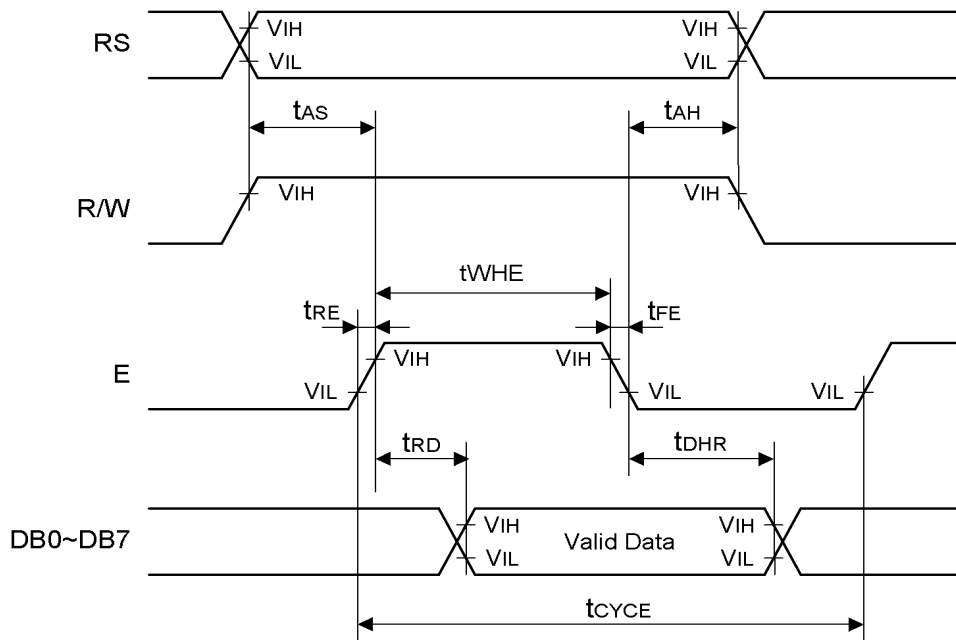 RS
VIH
VIH
VIL
VIL
tAS
tAH
R/W
VIH
VIH
tWHE
tRE
tFE
E
VIH
VIH
VIL
VIL
VIL
tRD
tDHR
DB0~DB7
VIH
Valid Data
VIH
VIL
VIL
tCYCE